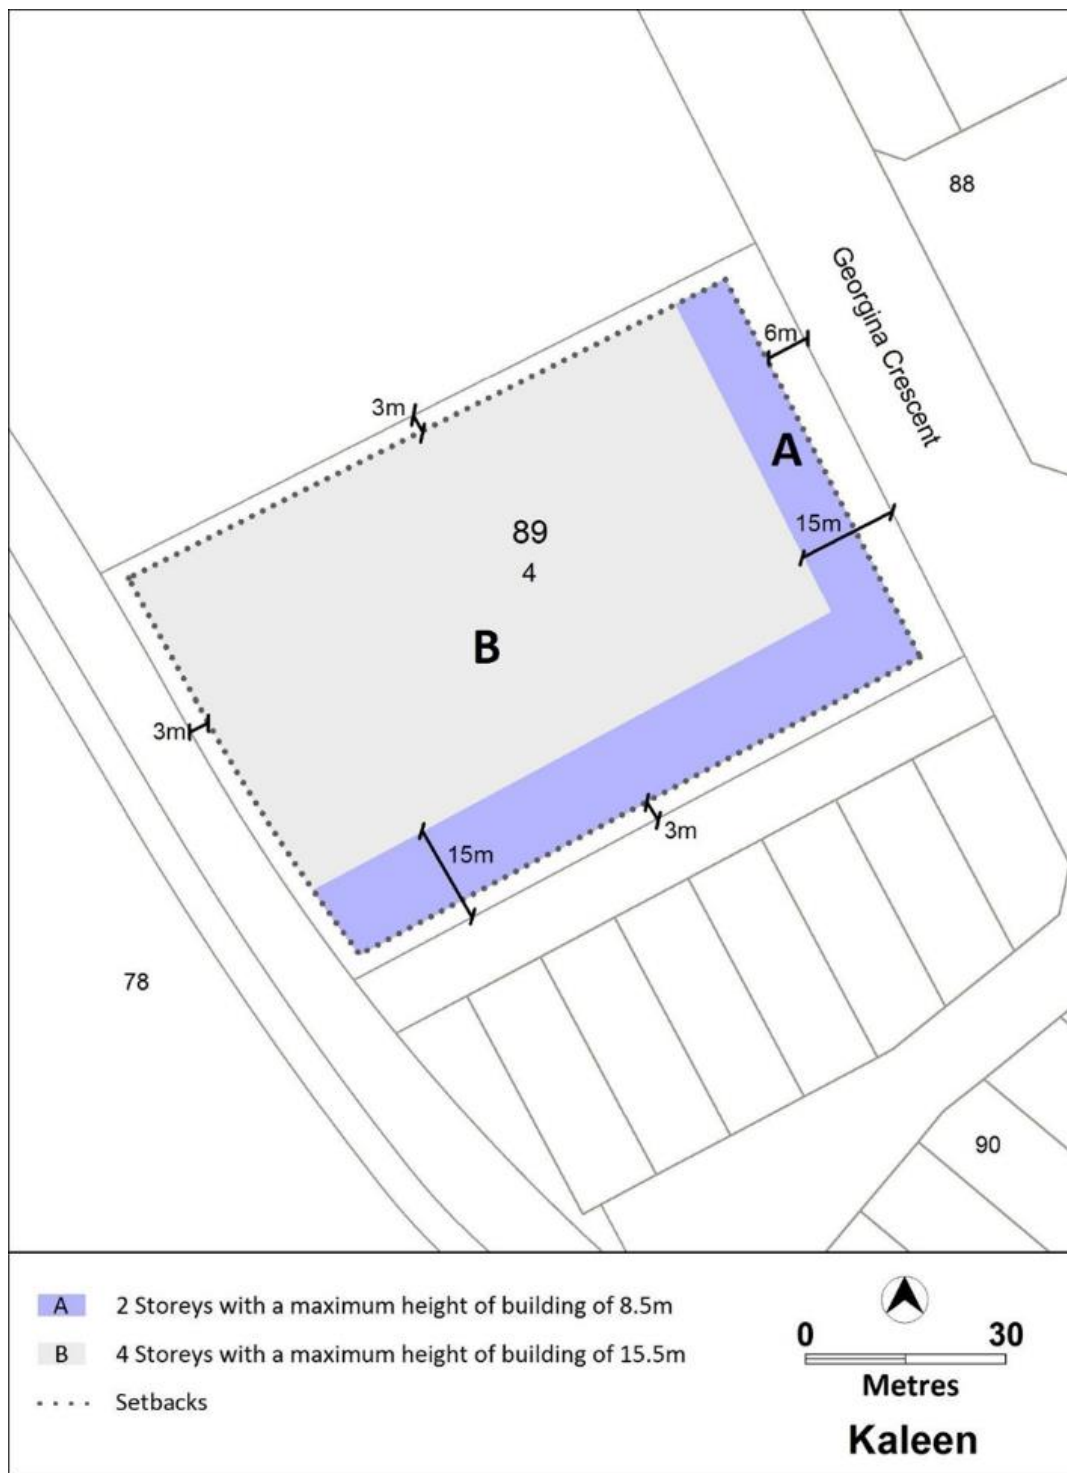 88
Georgina Crescent
6m
3m
A
15m
89
4
B
3m
3m
15m
78
90
A 2 Storeys with a maximum height of building of 8.5m
B 4 Storeys with a maximum height of building of 15.5m
Setbacks
0 30
Metres
Kaleen